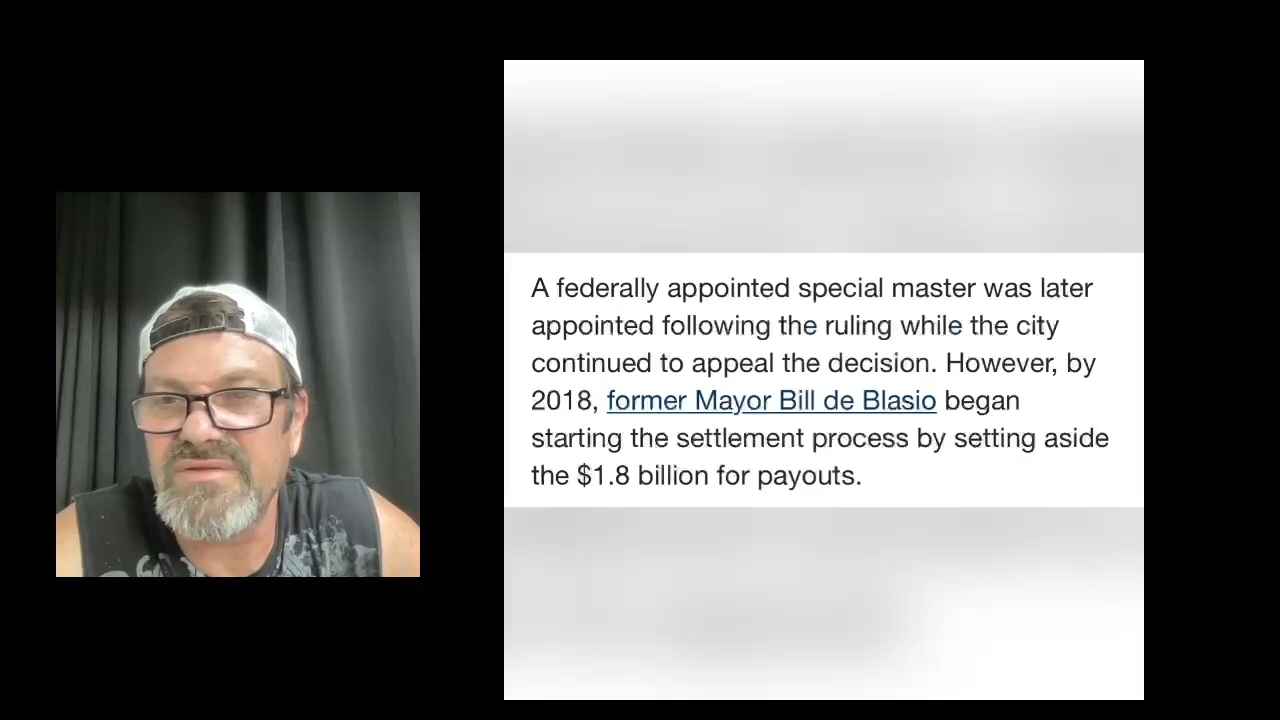 A federally appointed special master was later
appointed following the ruling while the city
continued to appeal the decision. However, by
2018, former Mayor Bill de Blasio began
starting the settlement process by setting aside
the $1.8 billion for payouts.